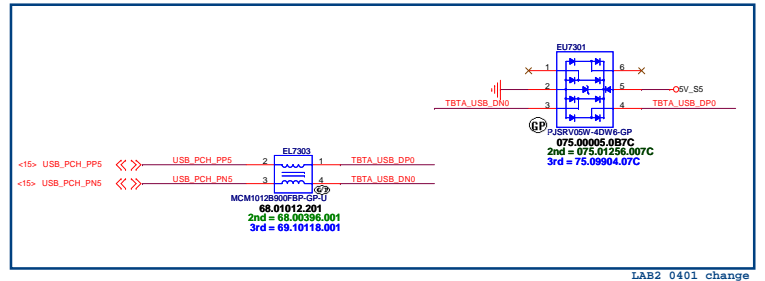 EU7301
1 6
2 5 5V_S5
TBTA_USB_DN0 3 4 TBTA_USB_DP0
GP
PJSRV05W-4DW6-GP
075.00005.0B7C
2nd = 075.01256.007C
3rd = 75.09904.07C
EL7303
<15> USB_PCH_PP5 USB_PCH_PP5 2 1 TBTA_USB_DP0
<15> USB_PCH_PN5 USB_PCH_PN5 3 4 TBTA_USB_DN0
GP
MCM1012B900FBP-GP-U
68.01012.201
2nd = 68.00396.001
3rd = 69.10118.001
LAB2 0401 change